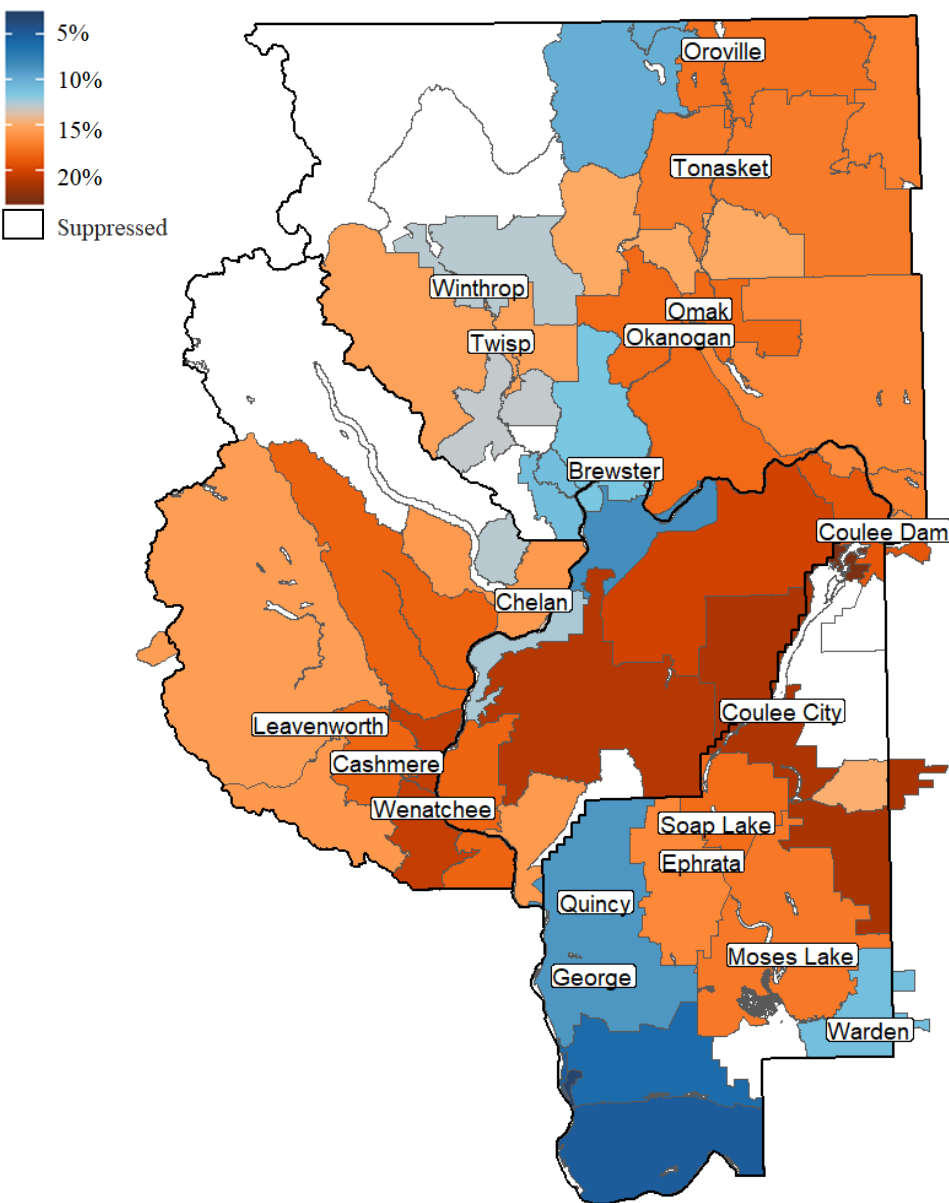 5%
10%
15%
20%
Suppressed
Oroville
Tonasket
Winthrop
Omak
Okanogan
Twisp
Brewster
Coulee Dam
Chelan
Coulee City
Leavenworth
Cashmere
Wenatchee
Soap Lake
Ephrata
Quincy
Moses Lake
George
Warden